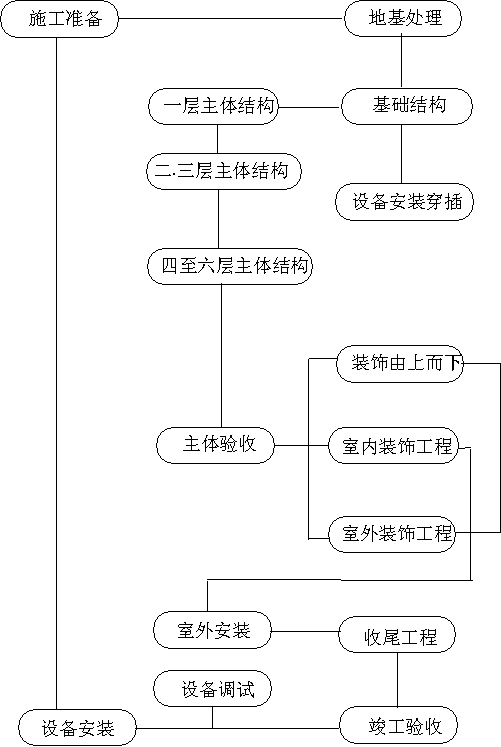 施工准备
地基处理
一层主体结构
基础结构
二.三层主体结构
设备安装穿插
四至六层主体结构
装饰由上而下
主体验收
室内装饰工程
室外装饰工程
室外安装
收尾工程
设备调试
设备安装
竣工验收